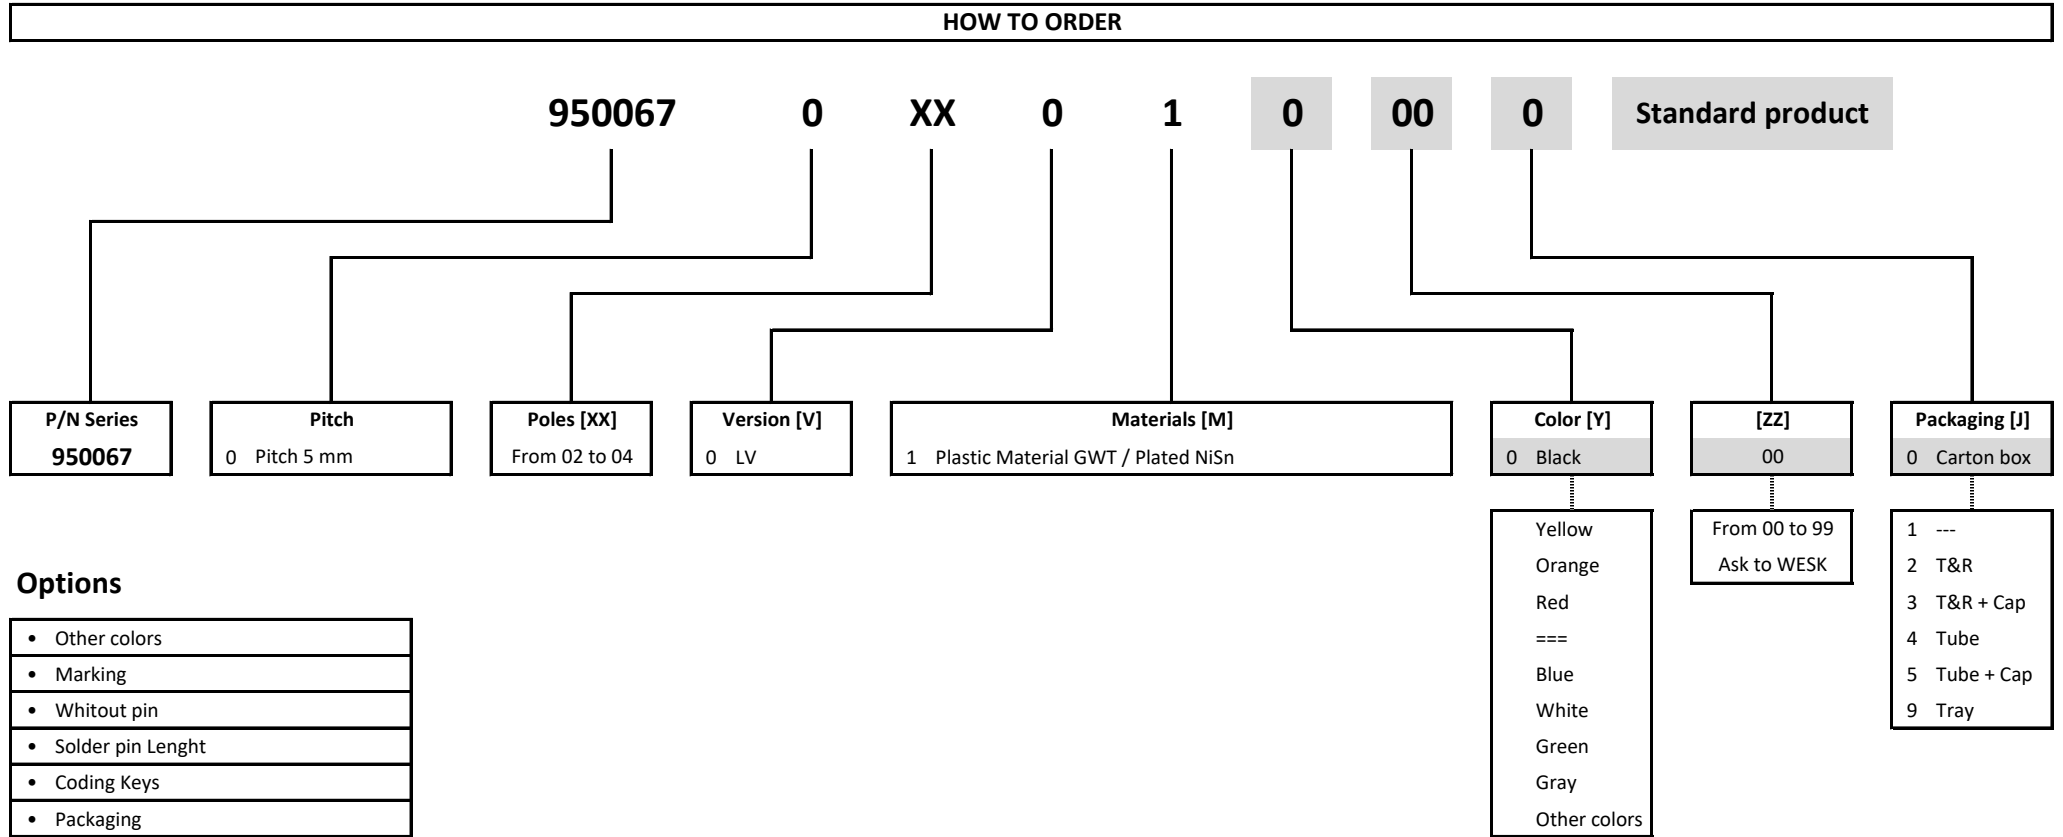 HOW TO ORDER
950067 0 XX 0 1 0 00 0 Standard product
P/N Series Pitch Poles [XX] Version [V] Materials [M] Color [Y] [ZZ] Packaging [J]
950067 0 Pitch 5 mm From 02 to 04 0 LV 1 Plastic Material GWT / Plated NiSn 0 Black 00 0 Carton box
Yellow From 00 to 99 1 ---
Orange Ask to WESK 2 T&R
Red 3 T&R + Cap
=== 4 Tube
Blue 5 Tube + Cap
White 9 Tray
Green
Gray
Other colors
Options
• Other colors
• Marking
• Whitout pin
• Solder pin Lenght
• Coding Keys
• Packaging